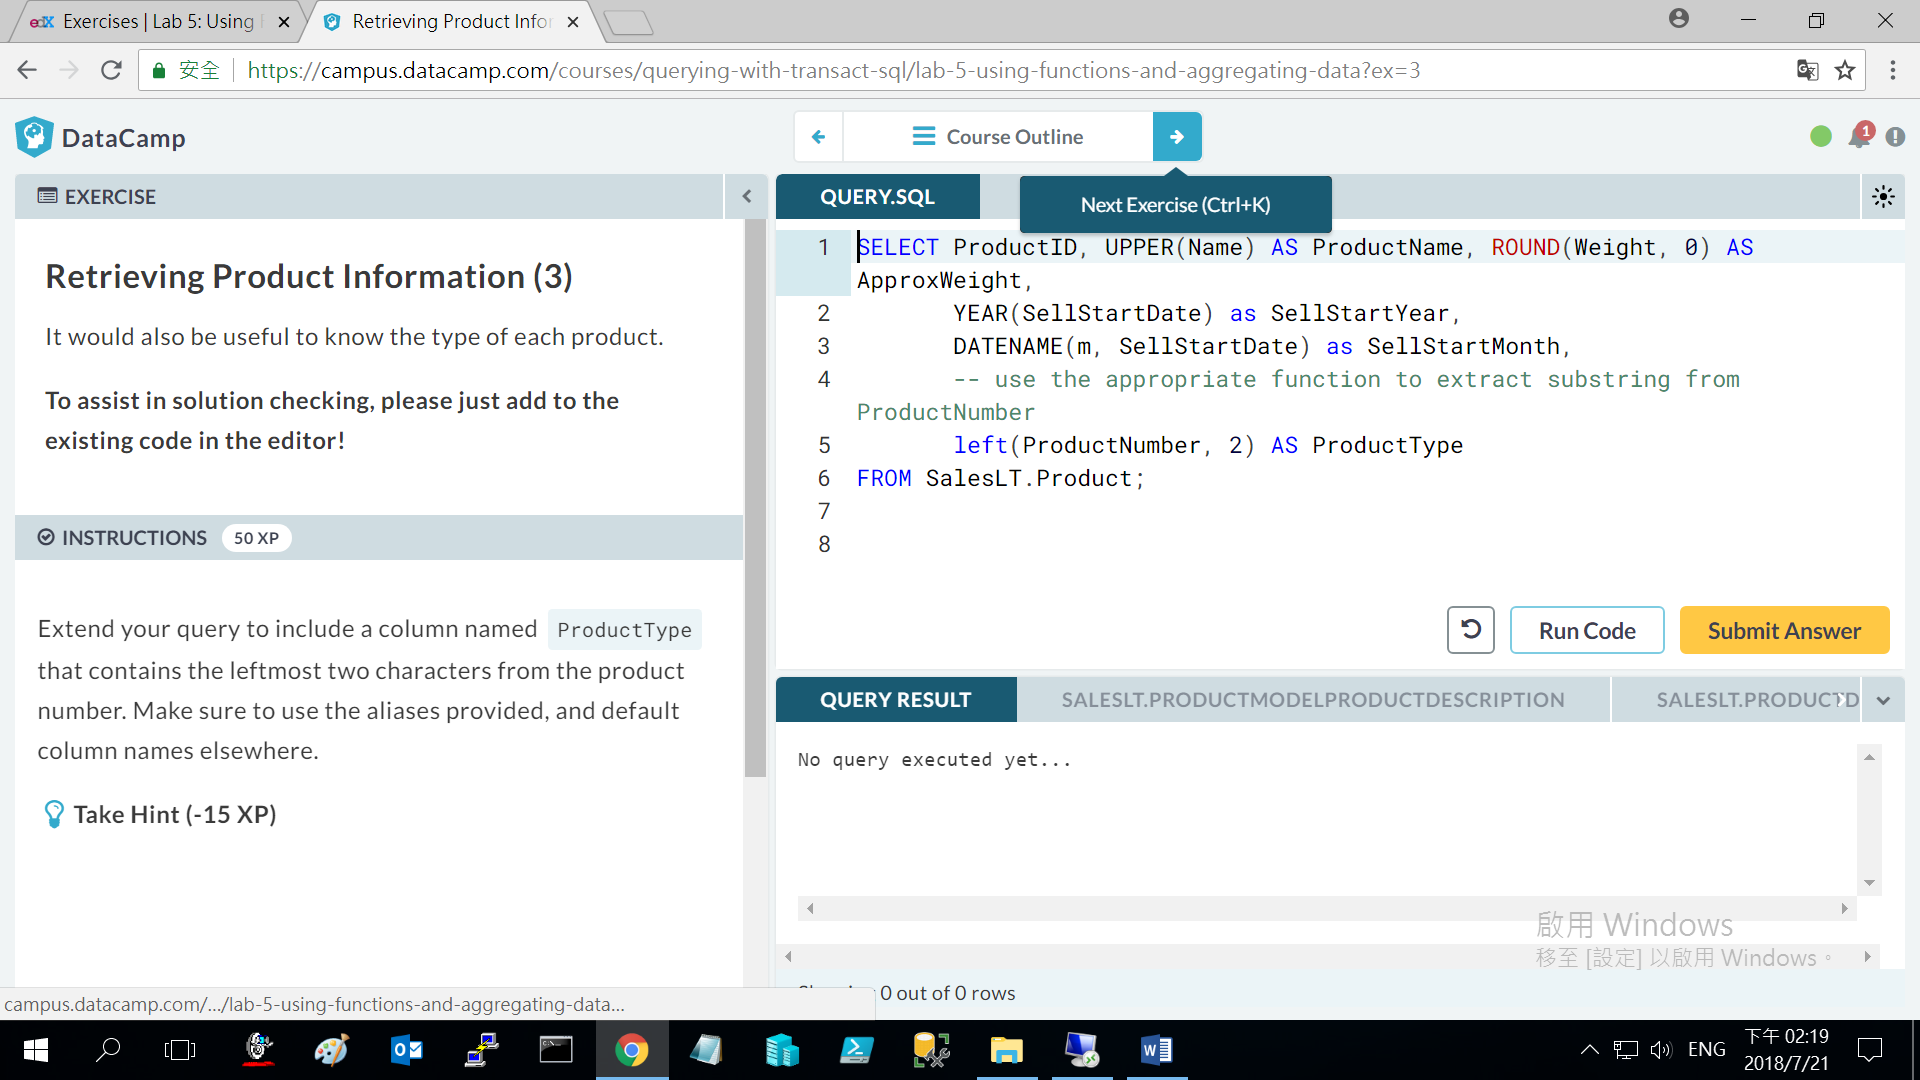 edX Exercises | Lab 5: Using
Retrieving Product Infor
安全
https://campus.datacamp.com/courses/querying-with-transact-sql/lab-5-using-functions-and-aggregating-data?ex=3
DataCamp
Course Outline
1
EXERCISE
QUERY.SQL
Next Exercise (Ctrl+K)
Retrieving Product Information (3)
It would also be useful to know the type of each product.
To assist in solution checking, please just add to the
existing code in the editor!
1 SELECT ProductID, UPPER(Name) AS ProductName, ROUND(Weight, 0) AS
ApproxWeight,
2 YEAR(SellStartDate) as SellStartYear,
3 DATENAME(m, SellStartDate) as SellStartMonth,
4 -- use the appropriate function to extract substring from
ProductNumber
5 left(ProductNumber, 2) AS ProductType
6 FROM SalesLT.Product;
7
8
INSTRUCTIONS 50 XP
Extend your query to include a column named ProductType
that contains the leftmost two characters from the product
number. Make sure to use the aliases provided, and default
column names elsewhere.
Take Hint (-15 XP)
Run Code
Submit Answer
QUERY RESULT
SALESLT.PRODUCTMODELPRODUCTDESCRIPTION
SALESLT.PRODUCTD
No query executed yet...
啟用 Windows
移至 [設定] 以啟用 Windows。
0 out of 0 rows
campus.datacamp.com/.../lab-5-using-functions-and-aggregating-data...
ENG
下午 02:19
2018/7/21